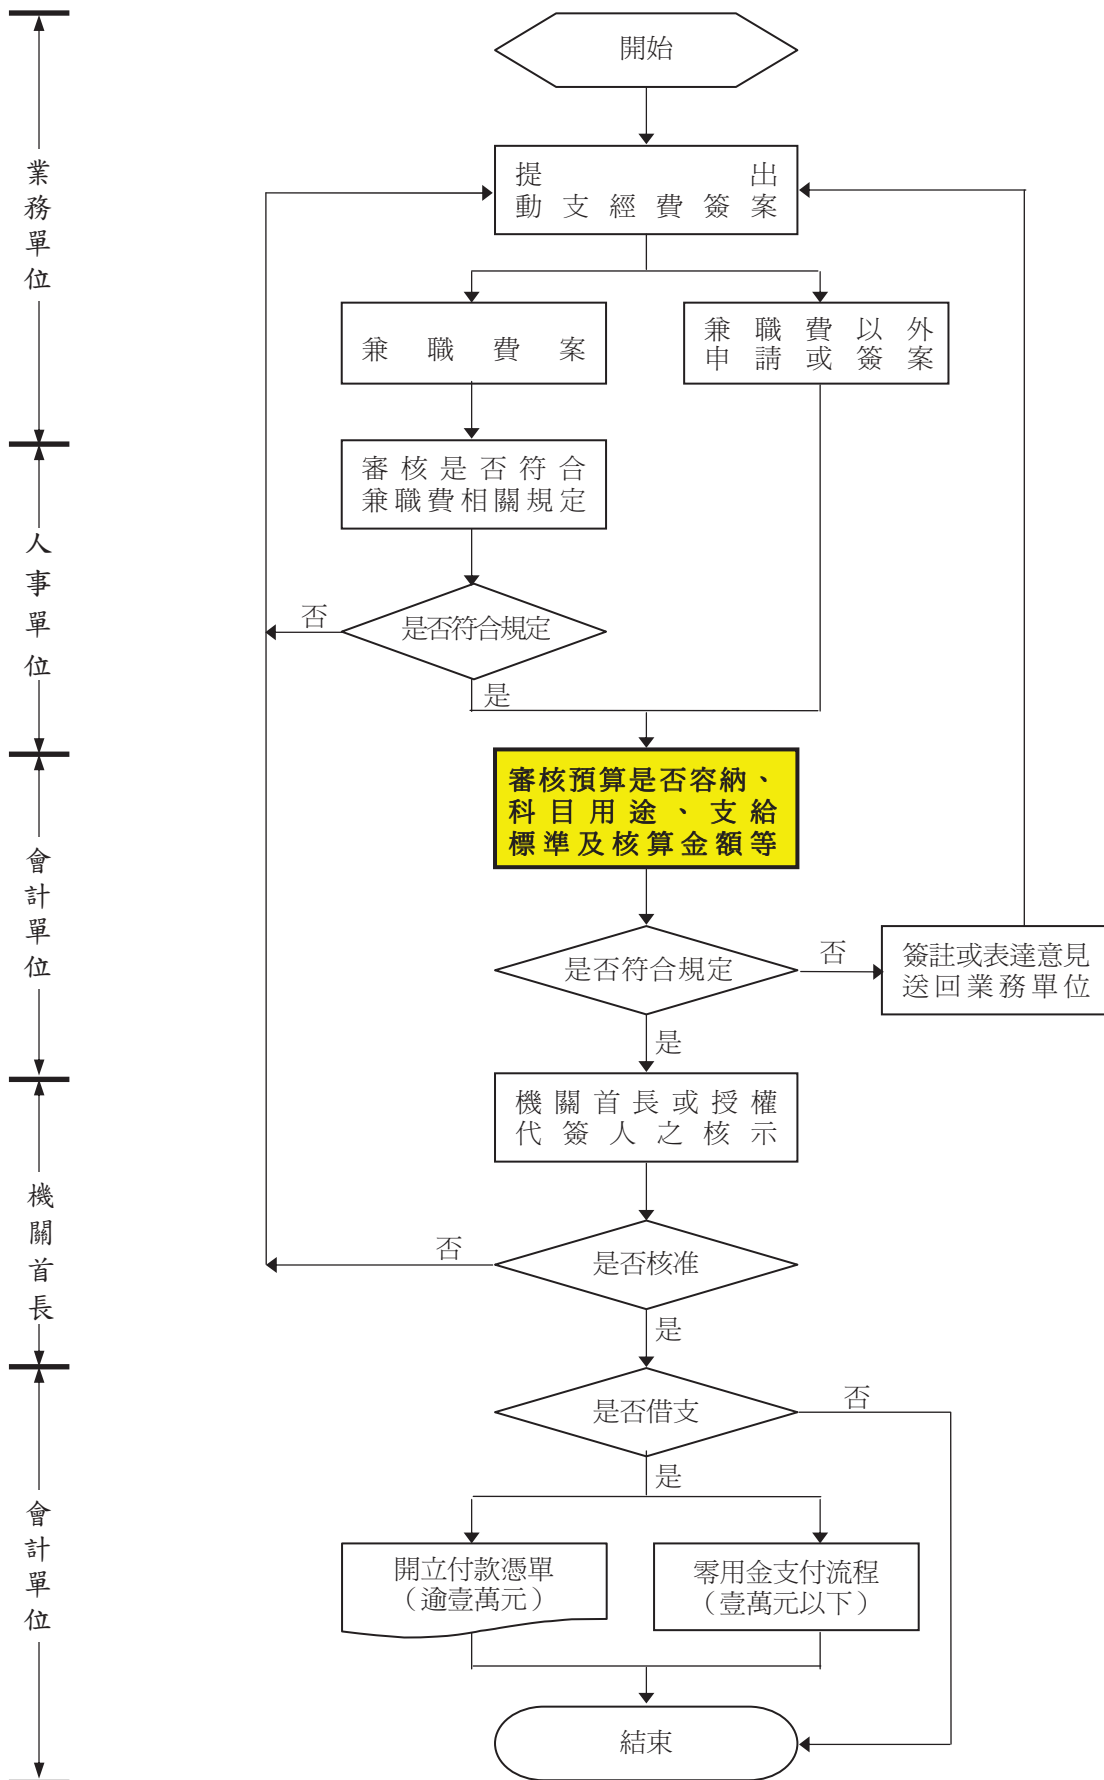 開始
業務單位
提出
動支經費簽案
兼職費案
兼職費以外
申請或簽案
審核是否符合
兼職費相關規定
人事單位
是否符合規定
否
是
審核預算是否容納、
科目用途、支給
標準及核算金額等
會計單位
是否符合規定
否
簽註或表達意見
送回業務單位
是
機關首長或授權
代簽人之核示
機關首長
是否核准
否
是
是否借支
否
是
會計單位
開立付款憑單
（逾壹萬元）
零用金支付流程
（壹萬元以下）
結束